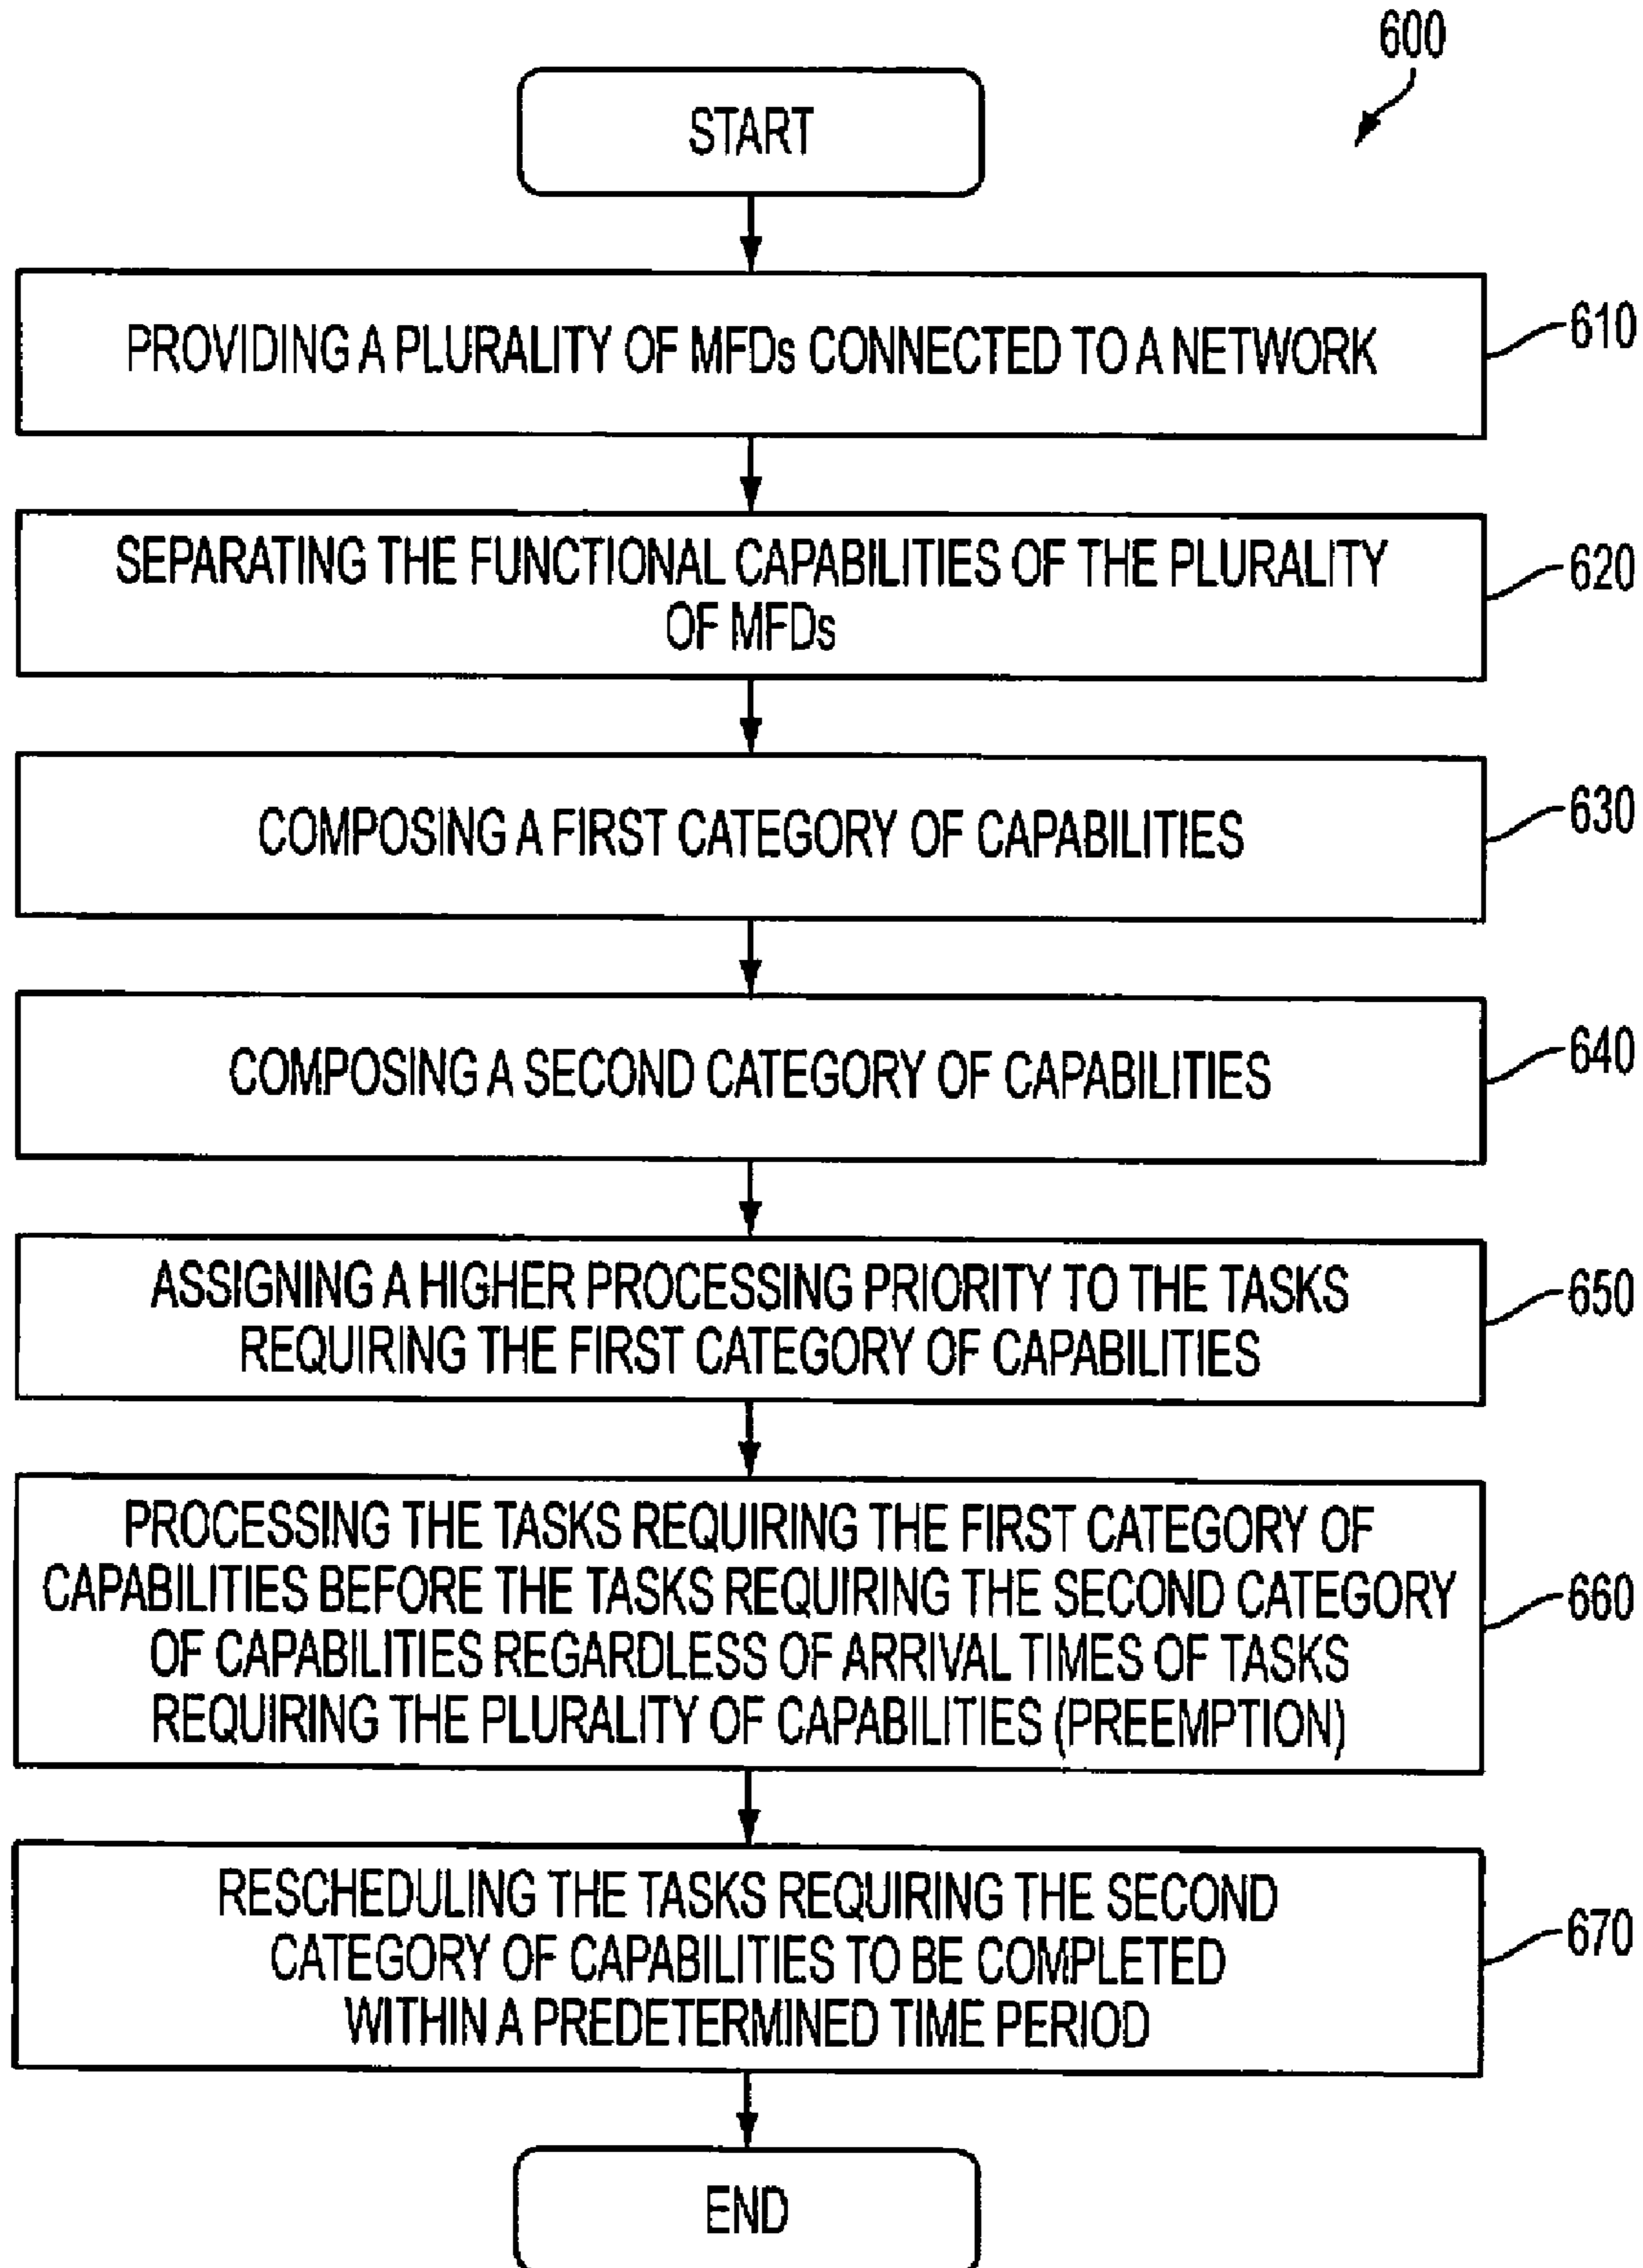 600
START
PROVIDING A PLURALITY OF MFDs CONNECTED TO A NETWORK
610
SEPARATING THE FUNCTIONAL CAPABILITIES OF THE PLURALITY
OF MFDs
620
COMPOSING A FIRST CATEGORY OF CAPABILITIES
630
COMPOSING A SECOND CATEGORY OF CAPABILITIES
640
ASSIGNING A HIGHER PROCESSING PRIORITY TO THE TASKS
REQUIRING THE FIRST CATEGORY OF CAPABILITIES
650
PROCESSING THE TASKS REQUIRING THE FIRST CATEGORY OF
CAPABILITIES BEFORE THE TASKS REQUIRING THE SECOND CATEGORY
OF CAPABILITIES REGARDLESS OF ARRIVAL TIMES OF TASKS
REQUIRING THE PLURALITY OF CAPABILITIES (PREEMPTION)
660
RESCHEDULING THE TASKS REQUIRING THE SECOND
CATEGORY OF CAPABILITIES TO BE COMPLETED
WITHIN A PREDETERMINED TIME PERIOD
670
END